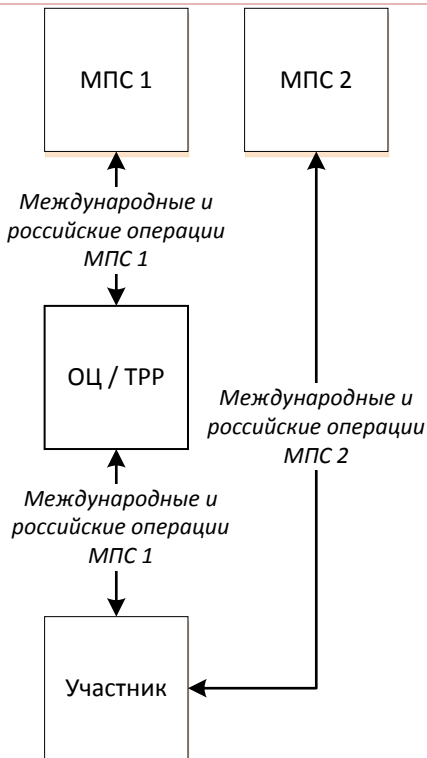 МПС 1
МПС 2
Международные и
российские операции
МПС 1
ОЦ / ТРР
Международные и
российские операции
МПС 2
Международные и
российские операции
МПС 1
Участник